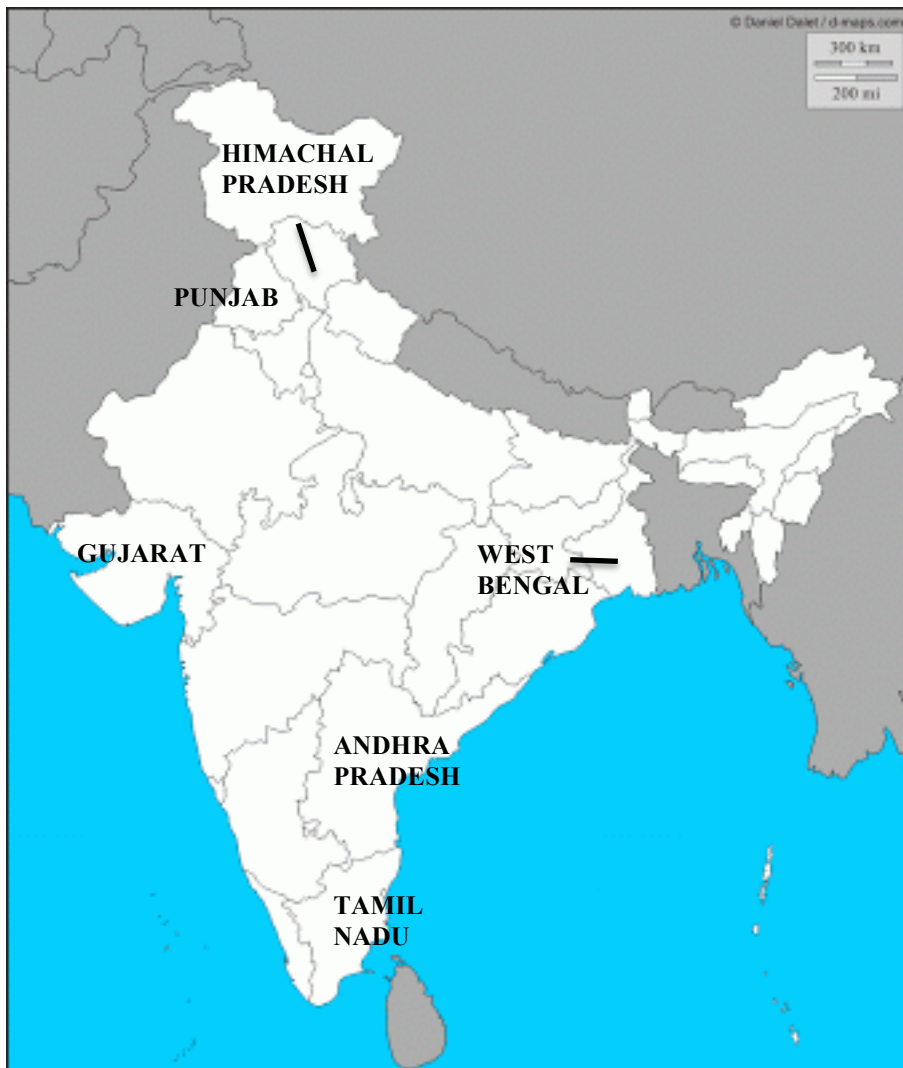 © Daniel Dalet / d-maps.com
300 km
200 mi
HIMACHAL
PRADESH
PUNJAB
GUJARAT
WEST
BENGAL
ANDHRA
PRADESH
TAMIL
NADU